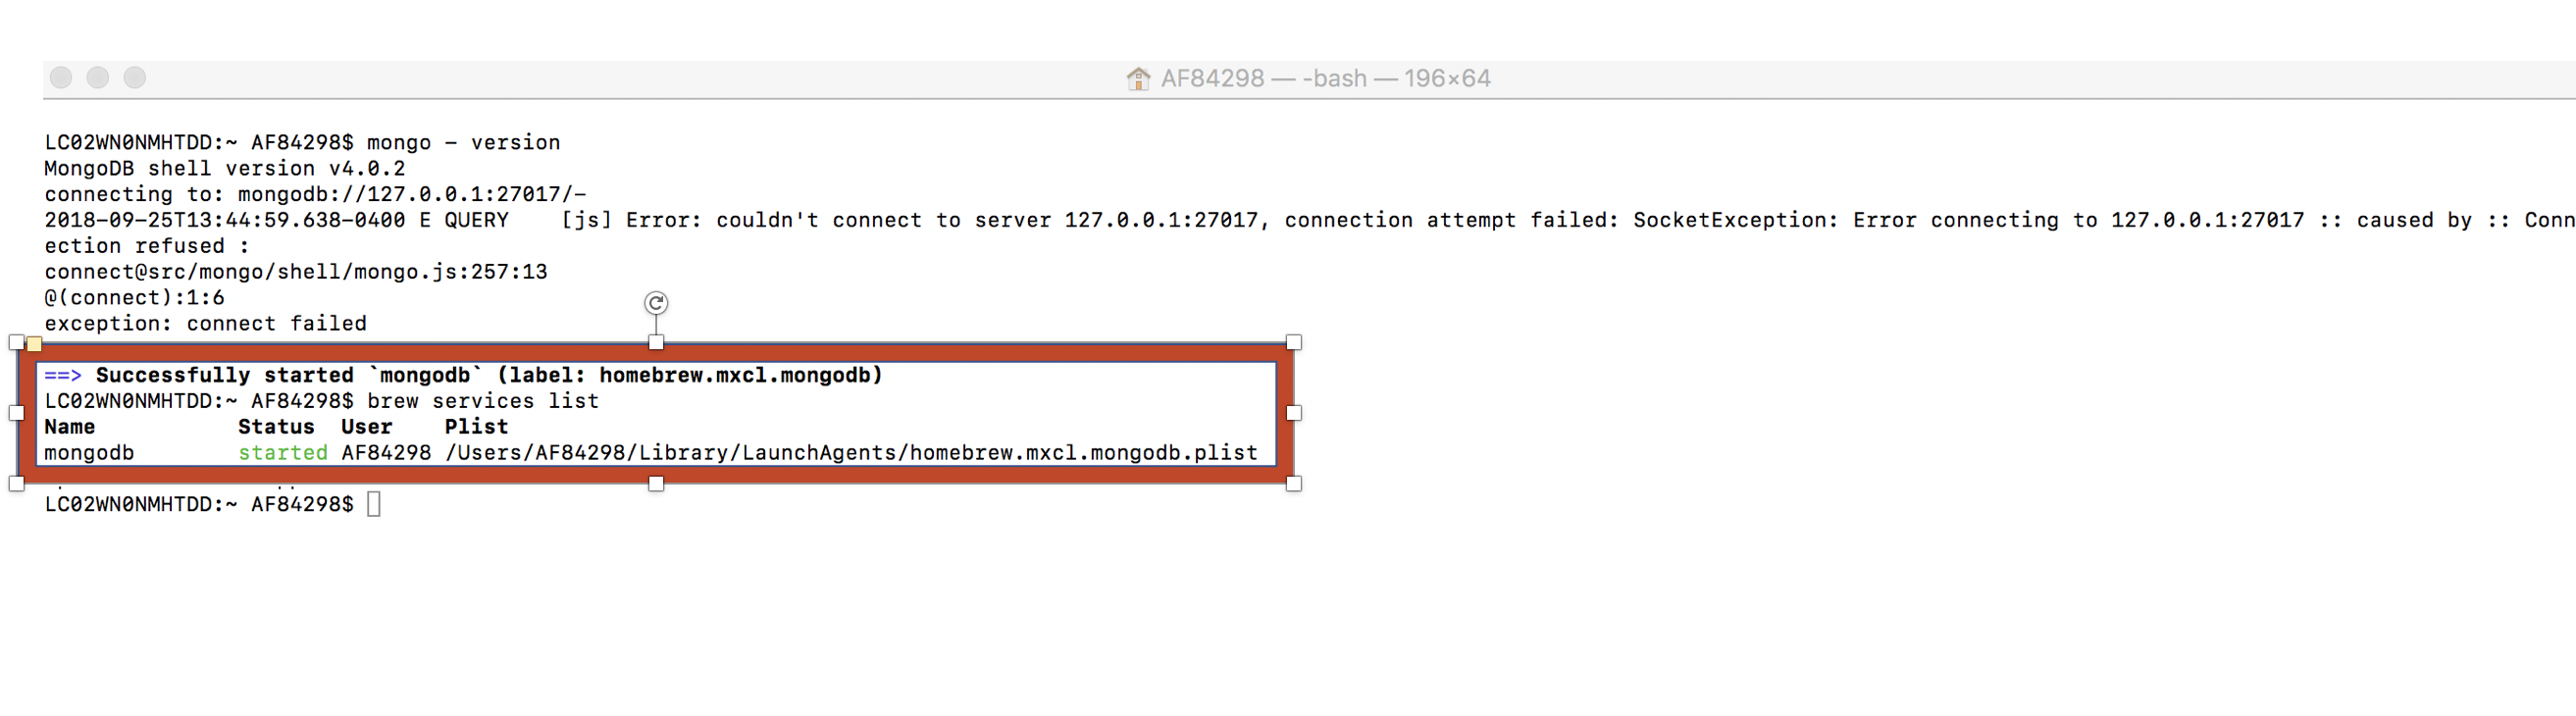 AF84298 — -bash — 196×64
LC02WN0NMHTDD:~ AF84298$ mongo – version
MongoDB shell version v4.0.2
connecting to: mongodb://127.0.0.1:27017/–
2018-09-25T13:44:59.638-0400 E QUERY    [js] Error: couldn't connect to server 127.0.0.1:27017, connection attempt failed: SocketException: Error connecting to 127.0.0.1:27017 :: caused by :: Conn
ection refused :
connect@src/mongo/shell/mongo.js:257:13
@(connect):1:6
exception: connect failed
==> Successfully started `mongodb` (label: homebrew.mxcl.mongodb)
LC02WN0NMHTDD:~ AF84298$ brew services list
Name           Status  User    Plist
mongodb        started AF84298 /Users/AF84298/Library/LaunchAgents/homebrew.mxcl.mongodb.plist
LC02WN0NMHTDD:~ AF84298$